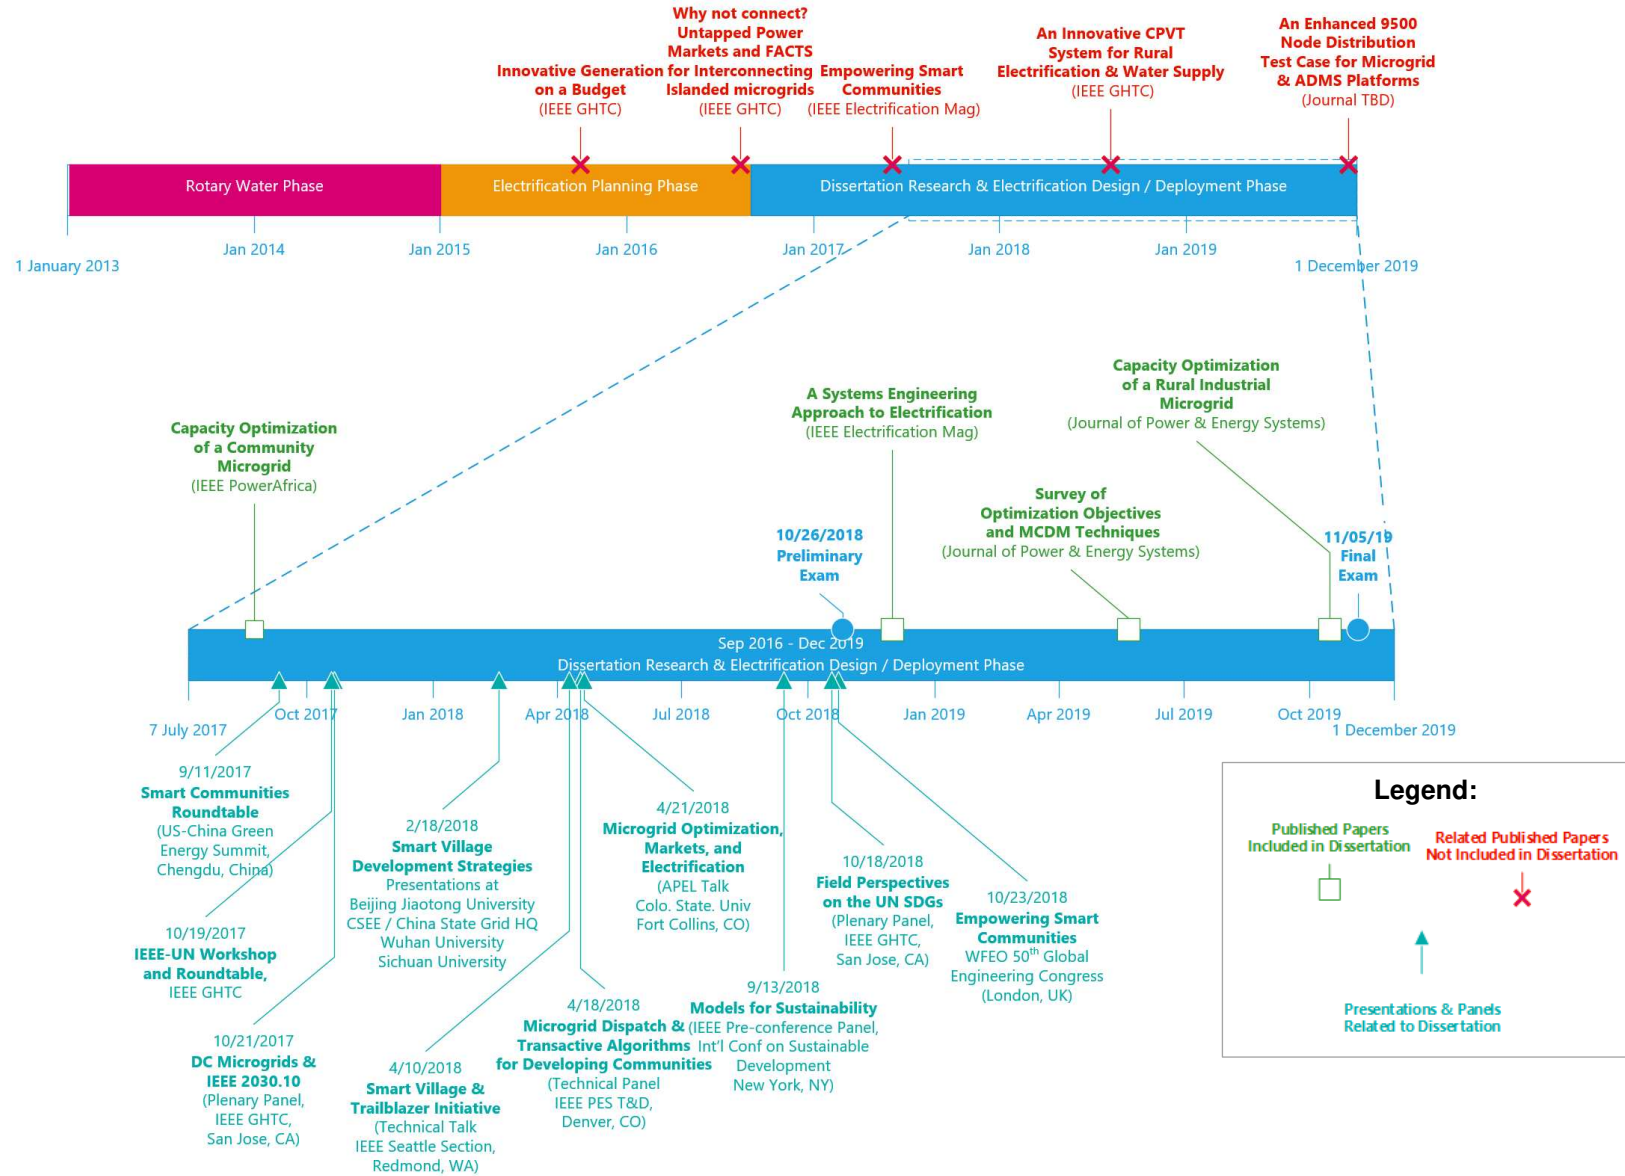 Why not connect?
Untapped Power
Markets and FACTS
for Interconnecting
Islanded microgrids
(IEEE GHTC)
Innovative Generation
on a Budget
(IEEE GHTC)
Empowering Smart
Communities
(IEEE Electrification Mag)
An Innovative CPVT
System for Rural
Electrification & Water Supply
(IEEE GHTC)
An Enhanced 9500
Node Distribution
Test Case for Microgrid
& ADMS Platforms
(Journal TBD)
Rotary Water Phase
Electrification Planning Phase
Dissertation Research & Electrification Design / Deployment Phase
1 January 2013
Jan 2014
Jan 2015
Jan 2016
Jan 2017
Jan 2018
Jan 2019
1 December 2019
Capacity Optimization
of a Community
Microgrid
(IEEE PowerAfrica)
A Systems Engineering
Approach to Electrification
(IEEE Electrification Mag)
Capacity Optimization
of a Rural Industrial
Microgrid
(Journal of Power & Energy Systems)
Survey of
Optimization Objectives
and MCDM Techniques
(Journal of Power & Energy Systems)
10/26/2018
Preliminary
Exam
11/05/19
Final
Exam
Sep 2016 - Dec 2019
Dissertation Research & Electrification Design / Deployment Phase
7 July 2017
Oct 2017
Jan 2018
Apr 2018
Jul 2018
Oct 2018
Jan 2019
Apr 2019
Jul 2019
Oct 2019
1 December 2019
9/11/2017
Smart Communities
Roundtable
(US-China Green
Energy Summit,
Chengdu, China)
10/19/2017
IEEE-UN Workshop
and Roundtable,
IEEE GHTC
10/21/2017
DC Microgrids &
IEEE 2030.10
(Plenary Panel,
IEEE GHTC,
San Jose, CA)
2/18/2018
Smart Village
Development Strategies
Presentations at
Beijing Jiaotong University
CSEE / China State Grid HQ
Wuhan University
Sichuan University
4/10/2018
Smart Village &
Trailblazer Initiative
(Technical Talk
IEEE Seattle Section,
Redmond, WA)
4/18/2018
Microgrid Dispatch &
Transactive Algorithms
for Developing Communities
(Technical Panel
IEEE PES T&D,
Denver, CO)
4/21/2018
Microgrid Optimization,
Markets, and
Electrification
(APEL Talk
Colo. State. Univ
Fort Collins, CO)
9/13/2018
Models for Sustainability
(IEEE Pre-conference Panel,
Int'l Conf on Sustainable
Development
New York, NY)
10/18/2018
Field Perspectives
on the UN SDGs
(Plenary Panel,
IEEE GHTC,
San Jose, CA)
10/23/2018
Empowering Smart
Communities
WFEO 50th Global
Engineering Congress
(London, UK)
Legend:
Published Papers
Included in Dissertation
Related Published Papers
Not Included in Dissertation
Presentations & Panels
Related to Dissertation